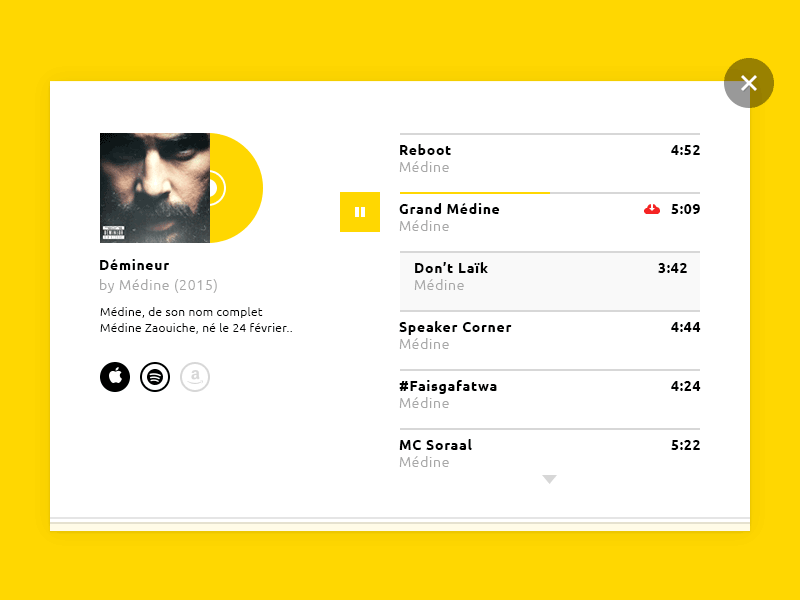 Démineur
by Médine (2015)
Médine, de son nom complet
Médine Zaouiche, né le 24 février..
a
Reboot 4:52
Médine
Grand Médine 5:09
Médine
Don't Laïk 3:42
Médine
Speaker Corner 4:44
Médine
#Faisgafatwa 4:24
Médine
MC Soraal 5:22
Médine